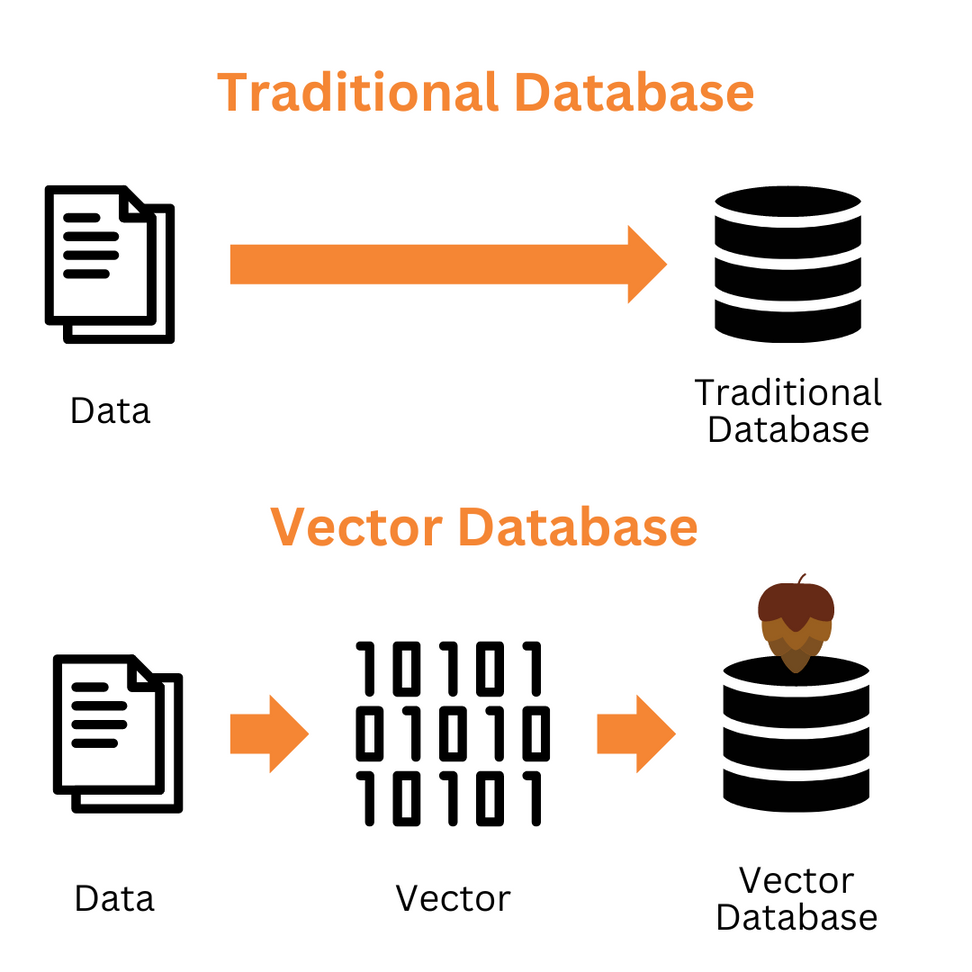 Traditional Database
Data
Traditional
Database
Vector Database
10101
01010
10101
Data
Vector
Vector
Database